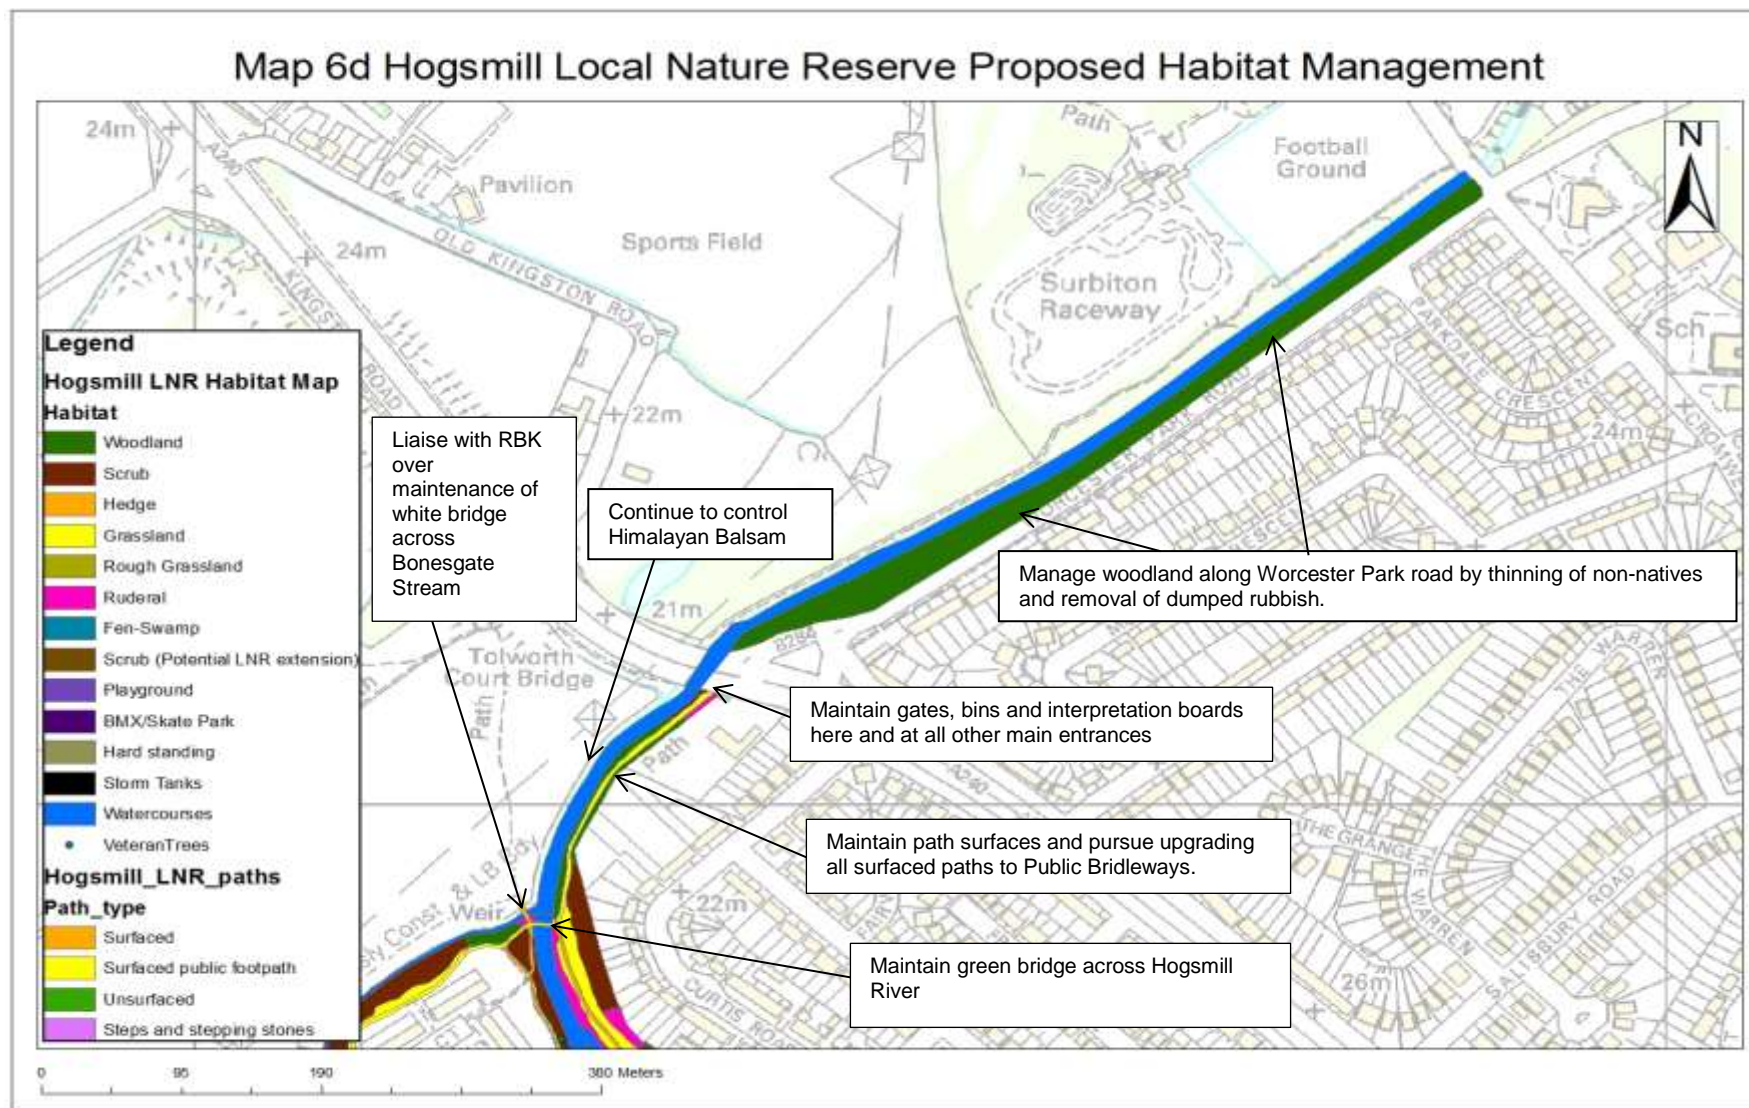 Map 6d Hogsmill Local Nature Reserve Proposed Habitat Management
24m
A240
Path
Football
Ground
N
Pavilion
OLD KINGSTON ROAD
Sports Field
24m
Surbiton
Raceway
Sch
PARK
CRESCENT
24m
22m
Legend
Hogsmill LNR Habitat Map
Habitat
Woodland
Scrub
Hedge
Grassland
Rough Grassland
Ruderal
Fen-Swamp
Scrub (Potential LNR extension)
Playground
BMX/Skate Park
Hard standing
Storm Tanks
Watercourses
VeteranTrees
Hogsmill_LNR_paths
Path_type
Surfaced
Surfaced public footpath
Unsurfaced
Steps and stepping stones
Liaise with RBK
over
maintenance of
white bridge
across
Bonesgate
Stream
Continue to control
Himalayan Balsam
Manage woodland along Worcester Park road by thinning of non-natives
and removal of dumped rubbish.
21m
Tolworth
Court Bridge
Path
Path
A240
THE WARREN
Maintain gates, bins and interpretation boards
here and at all other main entrances
Maintain path surfaces and pursue upgrading
all surfaced paths to Public Bridleways.
THE GRANGE
SALISBURY ROAD
Const & LB Bdy
Weir
22m
Maintain green bridge across Hogsmill
River
CURTIS ROAD
26m
0 95 190 380 Meters